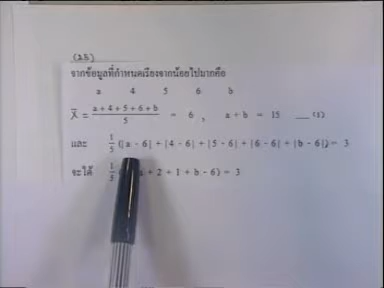 (25)
จากข้อมูลที่กำหนดเรียงจากน้อยไปมากคือ
a 4 5 6 b
X̄ = a + 4 + 5 + 6 + b / 5 = 6 , a + b = 15 (1)
และ 1/5 (|a - 6| + |4 - 6| + |5 - 6| + |6 - 6| + |b - 6|) = 3
จะได้ 1/5 ( a + 2 + 1 + b - 6) = 3